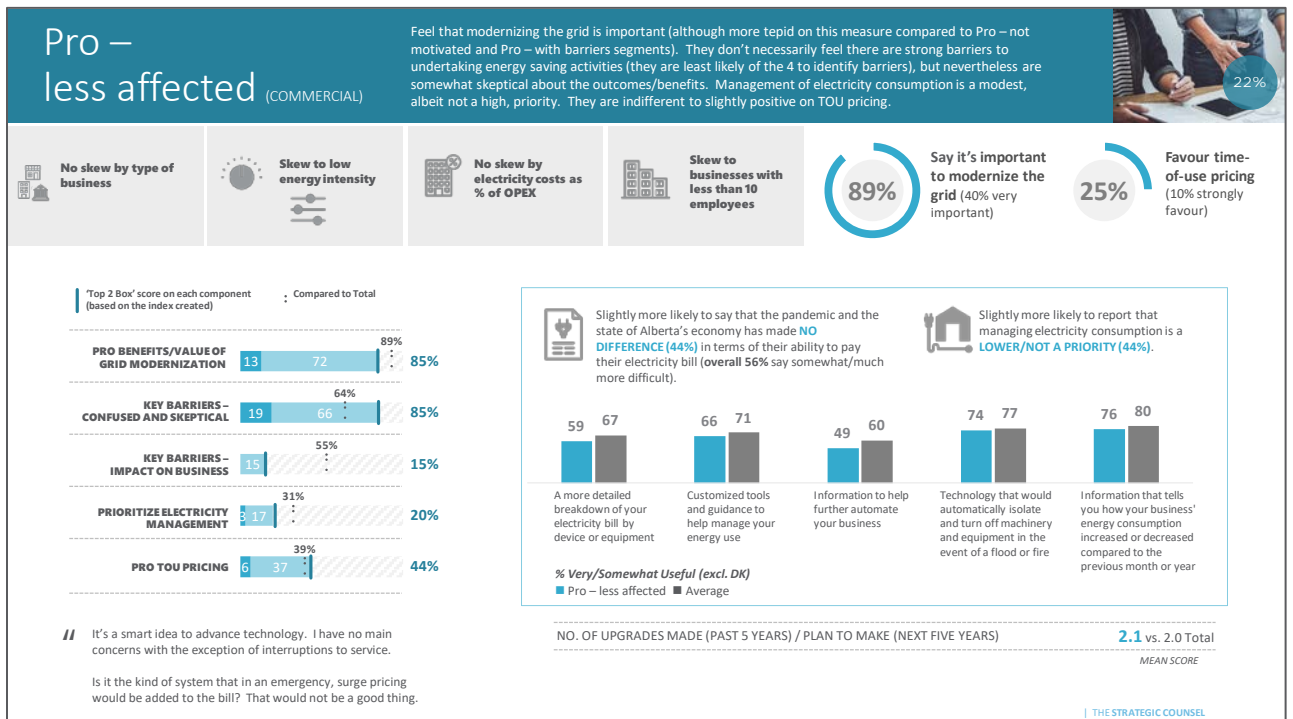 Pro –
less affected (COMMERCIAL)
Feel that modernizing the grid is important (although more tepid on this measure compared to Pro – not
motivated and Pro – with barriers segments). They don't necessarily feel there are strong barriers to
undertaking energy saving activities (they are least likely of the 4 to identify barriers), but nevertheless are
somewhat skeptical about the outcomes/benefits. Management of electricity consumption is a modest,
albeit not a high, priority. They are indifferent to slightly positive on TOU pricing.
22%
No skew by type of
business
Skew to low
energy intensity
No skew by
electricity costs as
% of OPEX
Skew to
businesses with
less than 10
employees
89%
Say it's important
to modernize the
grid (40% very
important)
25%
Favour time-
of-use pricing
(10% strongly
favour)
'Top 2 Box' score on each component
(based on the index created)
Compared to Total
PRO BENEFITS/VALUE OF
GRID MODERNIZATION
13 72
89%
85%
KEY BARRIERS –
CONFUSED AND SKEPTICAL
19 66
64%
85%
KEY BARRIERS –
IMPACT ON BUSINESS
15
55%
15%
PRIORITIZE ELECTRICITY
MANAGEMENT
3 17
31%
20%
PRO TOU PRICING
6 37
39%
44%
Slightly more likely to say that the pandemic and the
state of Alberta's economy has made NO
DIFFERENCE (44%) in terms of their ability to pay
their electricity bill (overall 56% say somewhat/much
more difficult).
Slightly more likely to report that
managing electricity consumption is a
LOWER/NOT A PRIORITY (44%).
59 67
66 71
49 60
74 77
76 80
A more detailed
breakdown of your
electricity bill by
device or equipment
Customized tools
and guidance to
help manage your
energy use
Information to help
further automate
your business
Technology that would
automatically isolate
and turn off machinery
and equipment in the
event of a flood or fire
Information that tells
you how your business'
energy consumption
increased or decreased
compared to the
previous month or year
% Very/Somewhat Useful (excl. DK)
Pro – less affected Average
" It's a smart idea to advance technology. I have no main
concerns with the exception of interruptions to service.
Is it the kind of system that in an emergency, surge pricing
would be added to the bill? That would not be a good thing.
NO. OF UPGRADES MADE (PAST 5 YEARS) / PLAN TO MAKE (NEXT FIVE YEARS)
2.1 vs. 2.0 Total
MEAN SCORE
| THE STRATEGIC COUNSEL